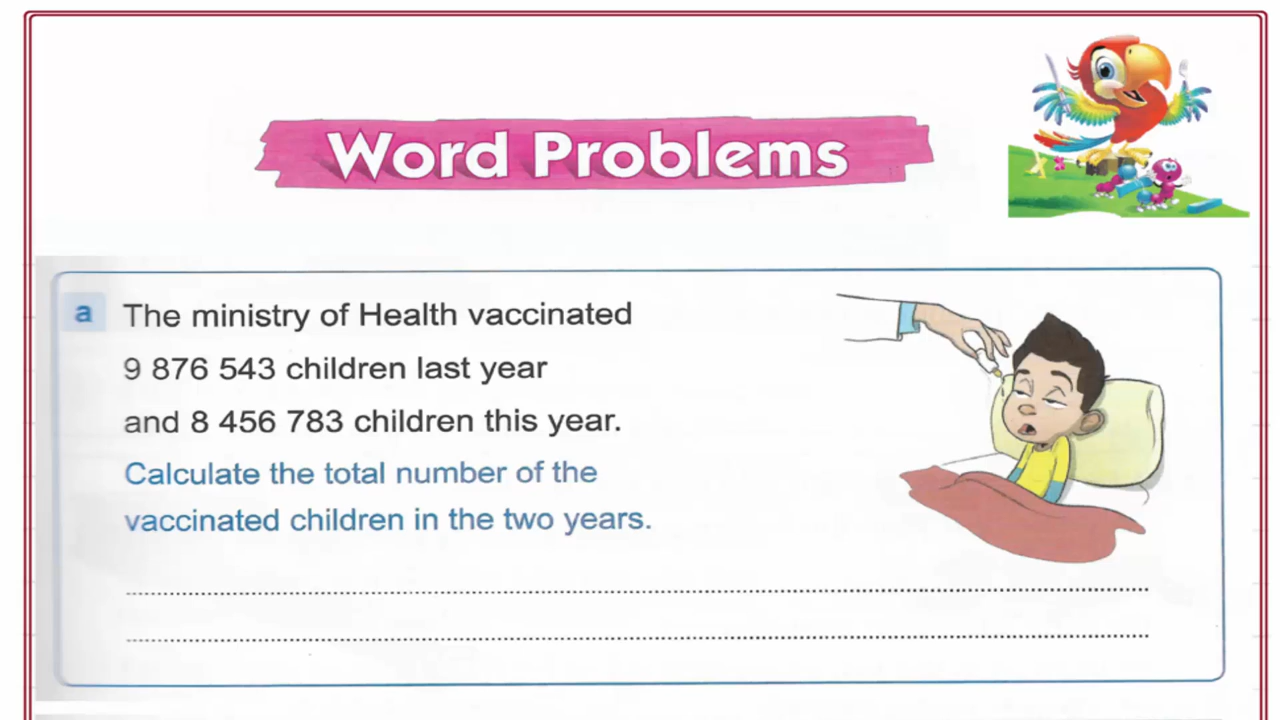 Word Problems
a The ministry of Health vaccinated
9 876 543 children last year
and 8 456 783 children this year.
Calculate the total number of the
vaccinated children in the two years.